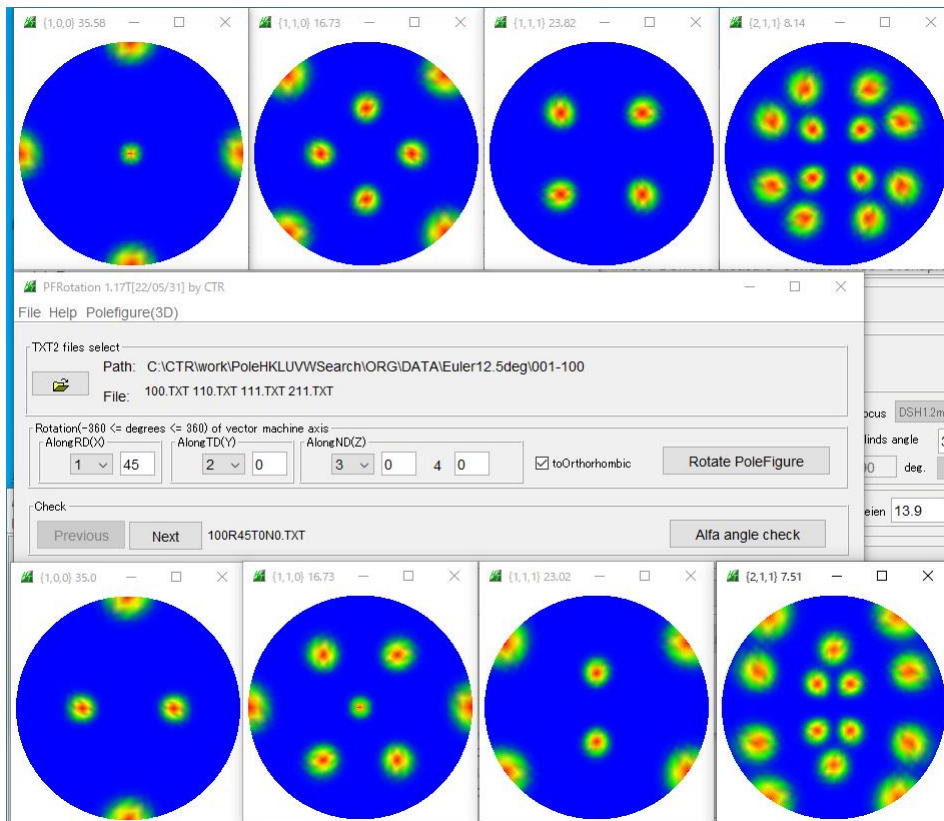 {1,0,0} 35.58
{1,1,0} 16.73
{1,1,1} 23.82
{2,1,1} 8.14
PFRotation 1.17T[22/05/31] by CTR
File Help Polefigure(3D)
TXT2 files select
Path: C:\CTR\work\PoleHKLUVWSearch\ORG\DATA\Euler12.5deg\001-100
File: 100.TXT 110.TXT 111.TXT 211.TXT
Rotation(-360 <= degrees <= 360) of vector machine axis
AlongRD(X) AlongTD(Y) AlongND(Z)
1 45 2 0 3 0 4 0 toOrthorhombic Rotate PoleFigure
Check
Previous Next 100R45T0N0.TXT Alfa angle check
ocus DSH1.2m
linds angle
deg.
eien 13.9
{1,0,0} 35.0
{1,1,0} 16.73
{1,1,1} 23.02
{2,1,1} 7.51